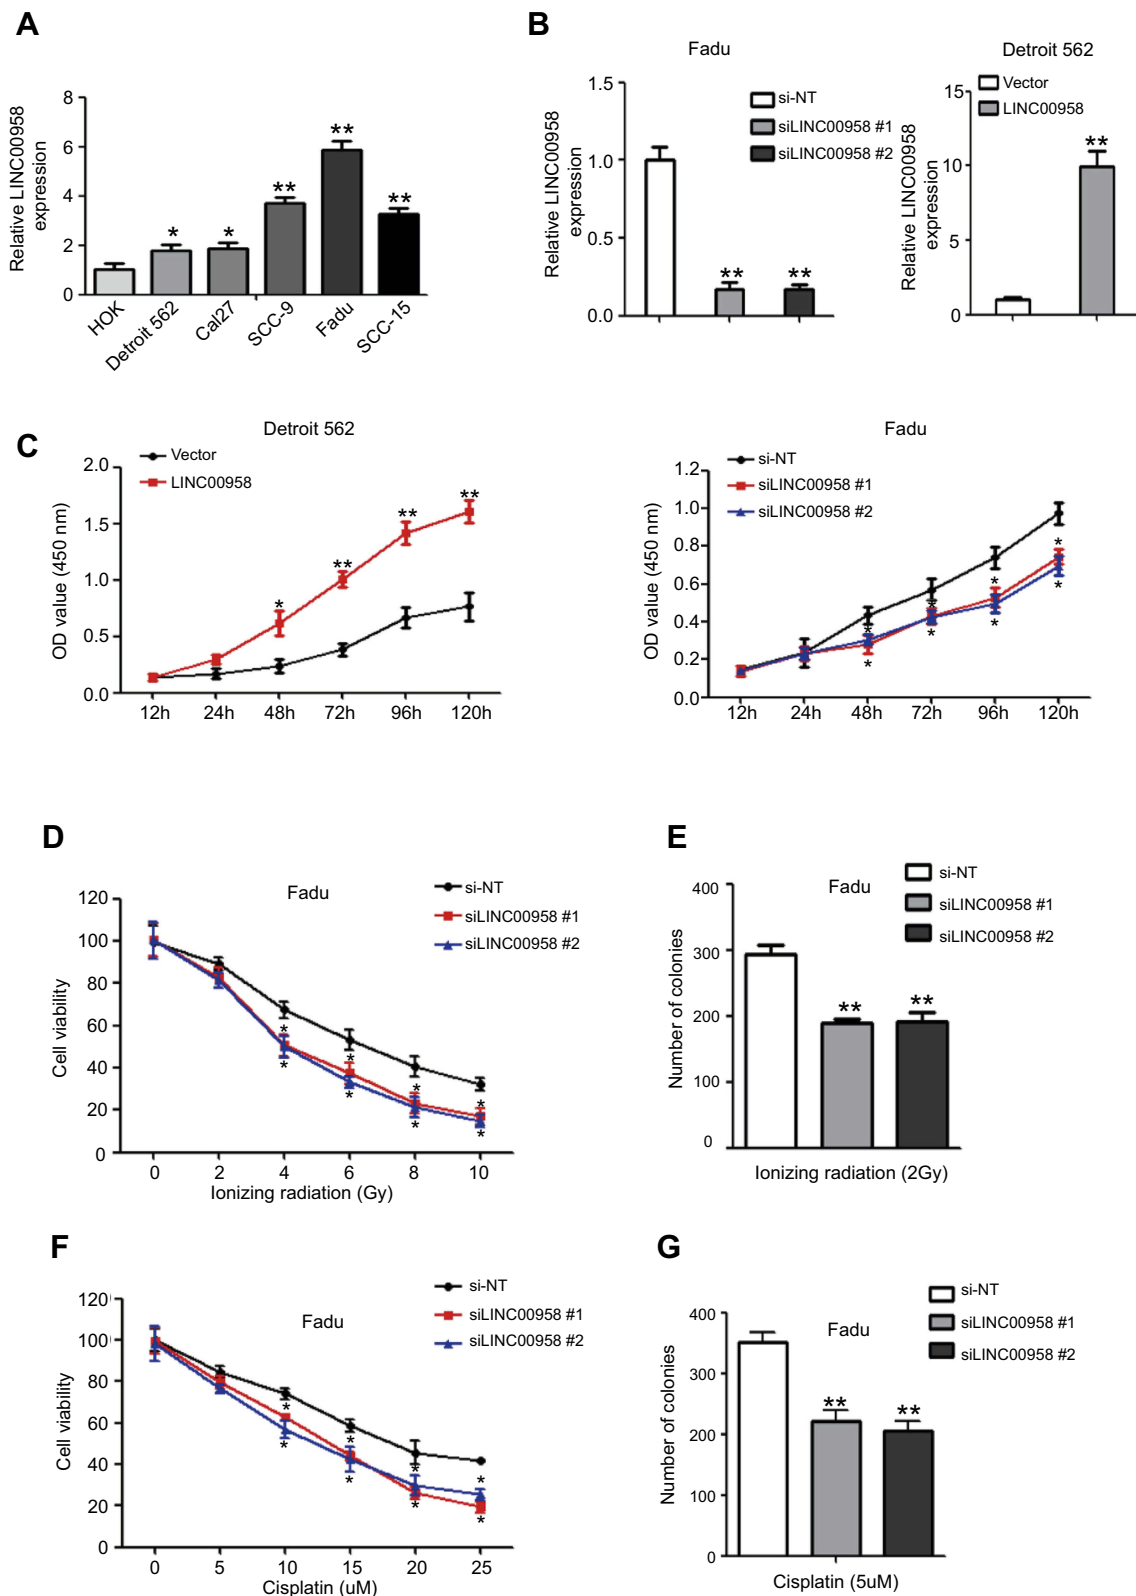 A
Relative LINC00958
expression
8
6
4
2
0
*
*
**
**
**
HOK
Detroit 562
Cal27
SCC-9
Fadu
SCC-15
B
Fadu
Relative LINC00958
expression
1.5
1.0
0.5
0.0
si-NT
siLINC00958 #1
siLINC00958 #2
**
**
Detroit 562
Vector
LINC00958
Relative LINC00958
expression
15
10
5
0
**
C
Detroit 562
Vector
LINC00958
OD value (450 nm)
2.0
1.5
1.0
0.5
0.0
*
**
**
**
12h
24h
48h
72h
96h
120h
Fadu
si-NT
siLINC00958 #1
siLINC00958 #2
OD value (450 nm)
1.2
0.8
0.6
0.4
0.2
0.0
*
*
*
*
*
*
*
*
12h
24h
48h
72h
96h
120h
D
Fadu
si-NT
siLINC00958 #1
siLINC00958 #2
Cell viability
120
100
80
60
40
20
0
*
*
*
*
*
*
*
*
0
2
4
6
8
10
Ionizing radiation (Gy)
E
Fadu
si-NT
siLINC00958 #1
siLINC00958 #2
Number of colonies
400
300
200
100
0
**
**
Ionizing radiation (2Gy)
F
Fadu
si-NT
siLINC00958 #1
siLINC00958 #2
Cell viability
120
100
80
60
40
20
0
*
*
*
*
*
*
*
*
0
5
10
15
20
25
Cisplatin (uM)
G
Fadu
si-NT
siLINC00958 #1
siLINC00958 #2
Number of colonies
400
300
200
100
0
**
**
Cisplatin (5uM)